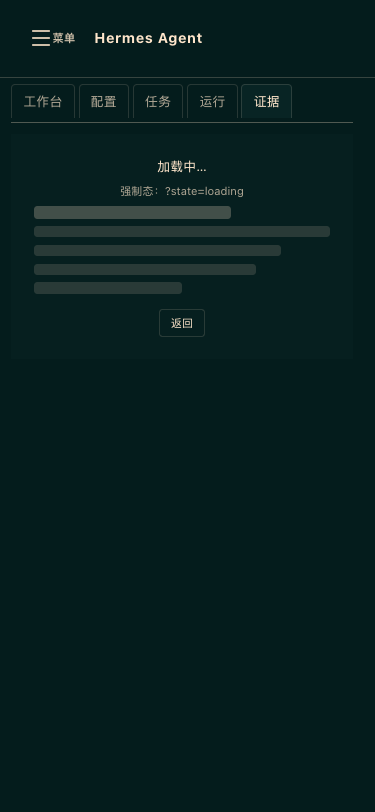 菜单 Hermes Agent
工作台 配置 任务 运行 证据
加载中…
强制态：?state=loading
返回